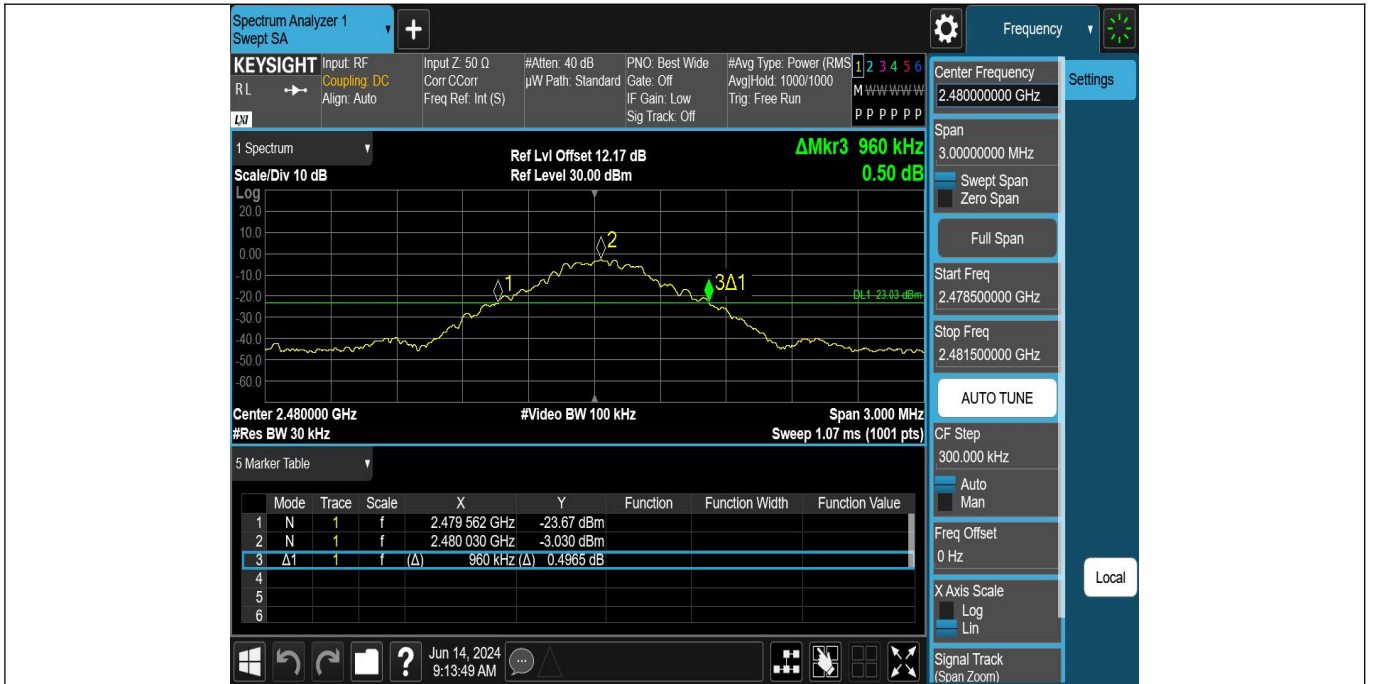 Spectrum Analyzer 1
Swept SA
+
Frequency
KEYSIGHT
R L
LXI
Input: RF
Coupling: DC
Align: Auto
Input Z: 50 Ω
Corr CCorr
Freq Ref: Int (S)
#Atten: 40 dB
µW Path: Standard
PNO: Best Wide
Gate: Off
IF Gain: Low
Sig Track: Off
#Avg Type: Power (RMS
Avg|Hold: 1000/1000
Trig: Free Run
1 2 3 4 5 6
M W W W W W
P P P P P P
1 Spectrum
Scale/Div 10 dB
Ref Lvl Offset 12.17 dB
Ref Level 30.00 dBm
ΔMkr3 960 kHz
0.50 dB
Log
20.0
10.0
0.00
-10.0
-20.0
-30.0
-40.0
-50.0
-60.0
2
1
3Δ1
DL1 -23.03 dBm
Center 2.480000 GHz
#Video BW 100 kHz
Span 3.000 MHz
#Res BW 30 kHz
Sweep 1.07 ms (1001 pts)
5 Marker Table
Mode Trace Scale X Y Function Function Width Function Value
1 N 1 f 2.479 562 GHz -23.67 dBm
2 N 1 f 2.480 030 GHz -3.030 dBm
3 Δ1 1 f (Δ) 960 kHz (Δ) 0.4965 dB
4
5
6
?
Jun 14, 2024
9:13:49 AM
Center Frequency
2.480000000 GHz
Settings
Span
3.00000000 MHz
Swept Span
Zero Span
Full Span
Start Freq
2.478500000 GHz
Stop Freq
2.481500000 GHz
AUTO TUNE
CF Step
300.000 kHz
Auto
Man
Freq Offset
0 Hz
Local
X Axis Scale
Log
Lin
Signal Track
(Span Zoom)